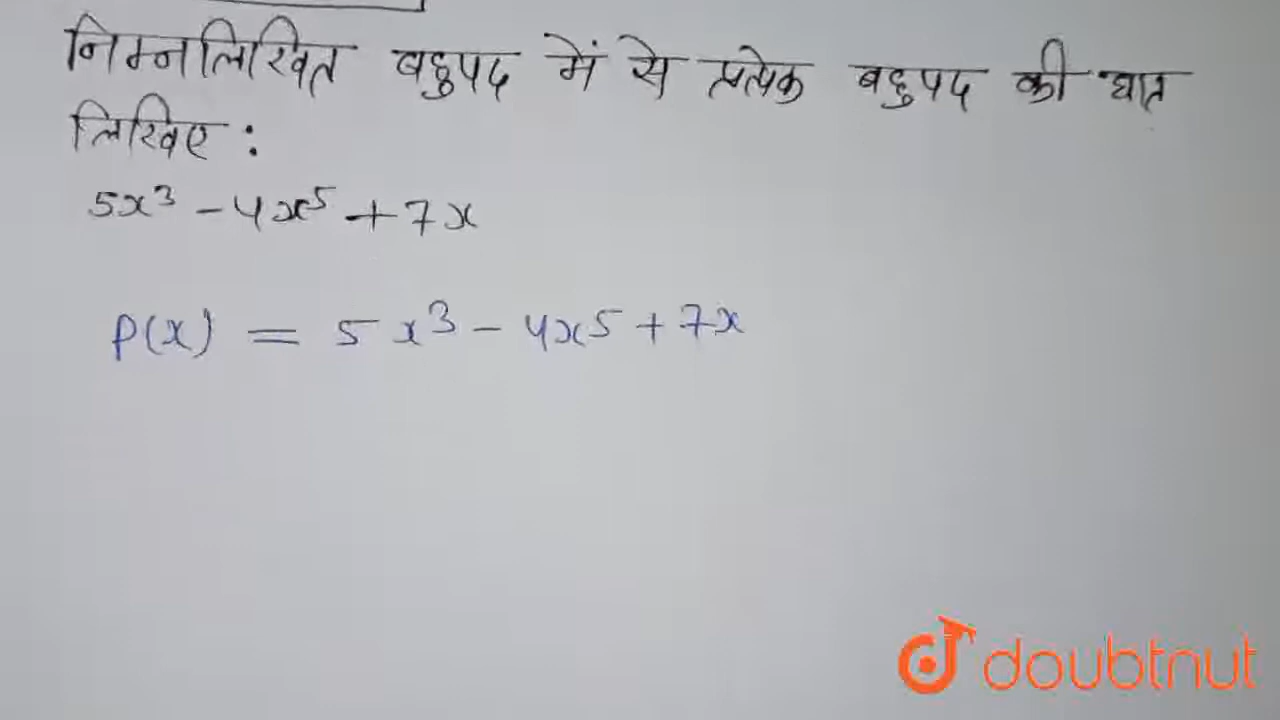 निम्नलिखित बहुपद में से प्रत्येक बहुपद की घात
लिखिए :
5x³ - 4x⁵ + 7x
P(x) = 5x³ - 4x⁵ + 7x
doubtnut